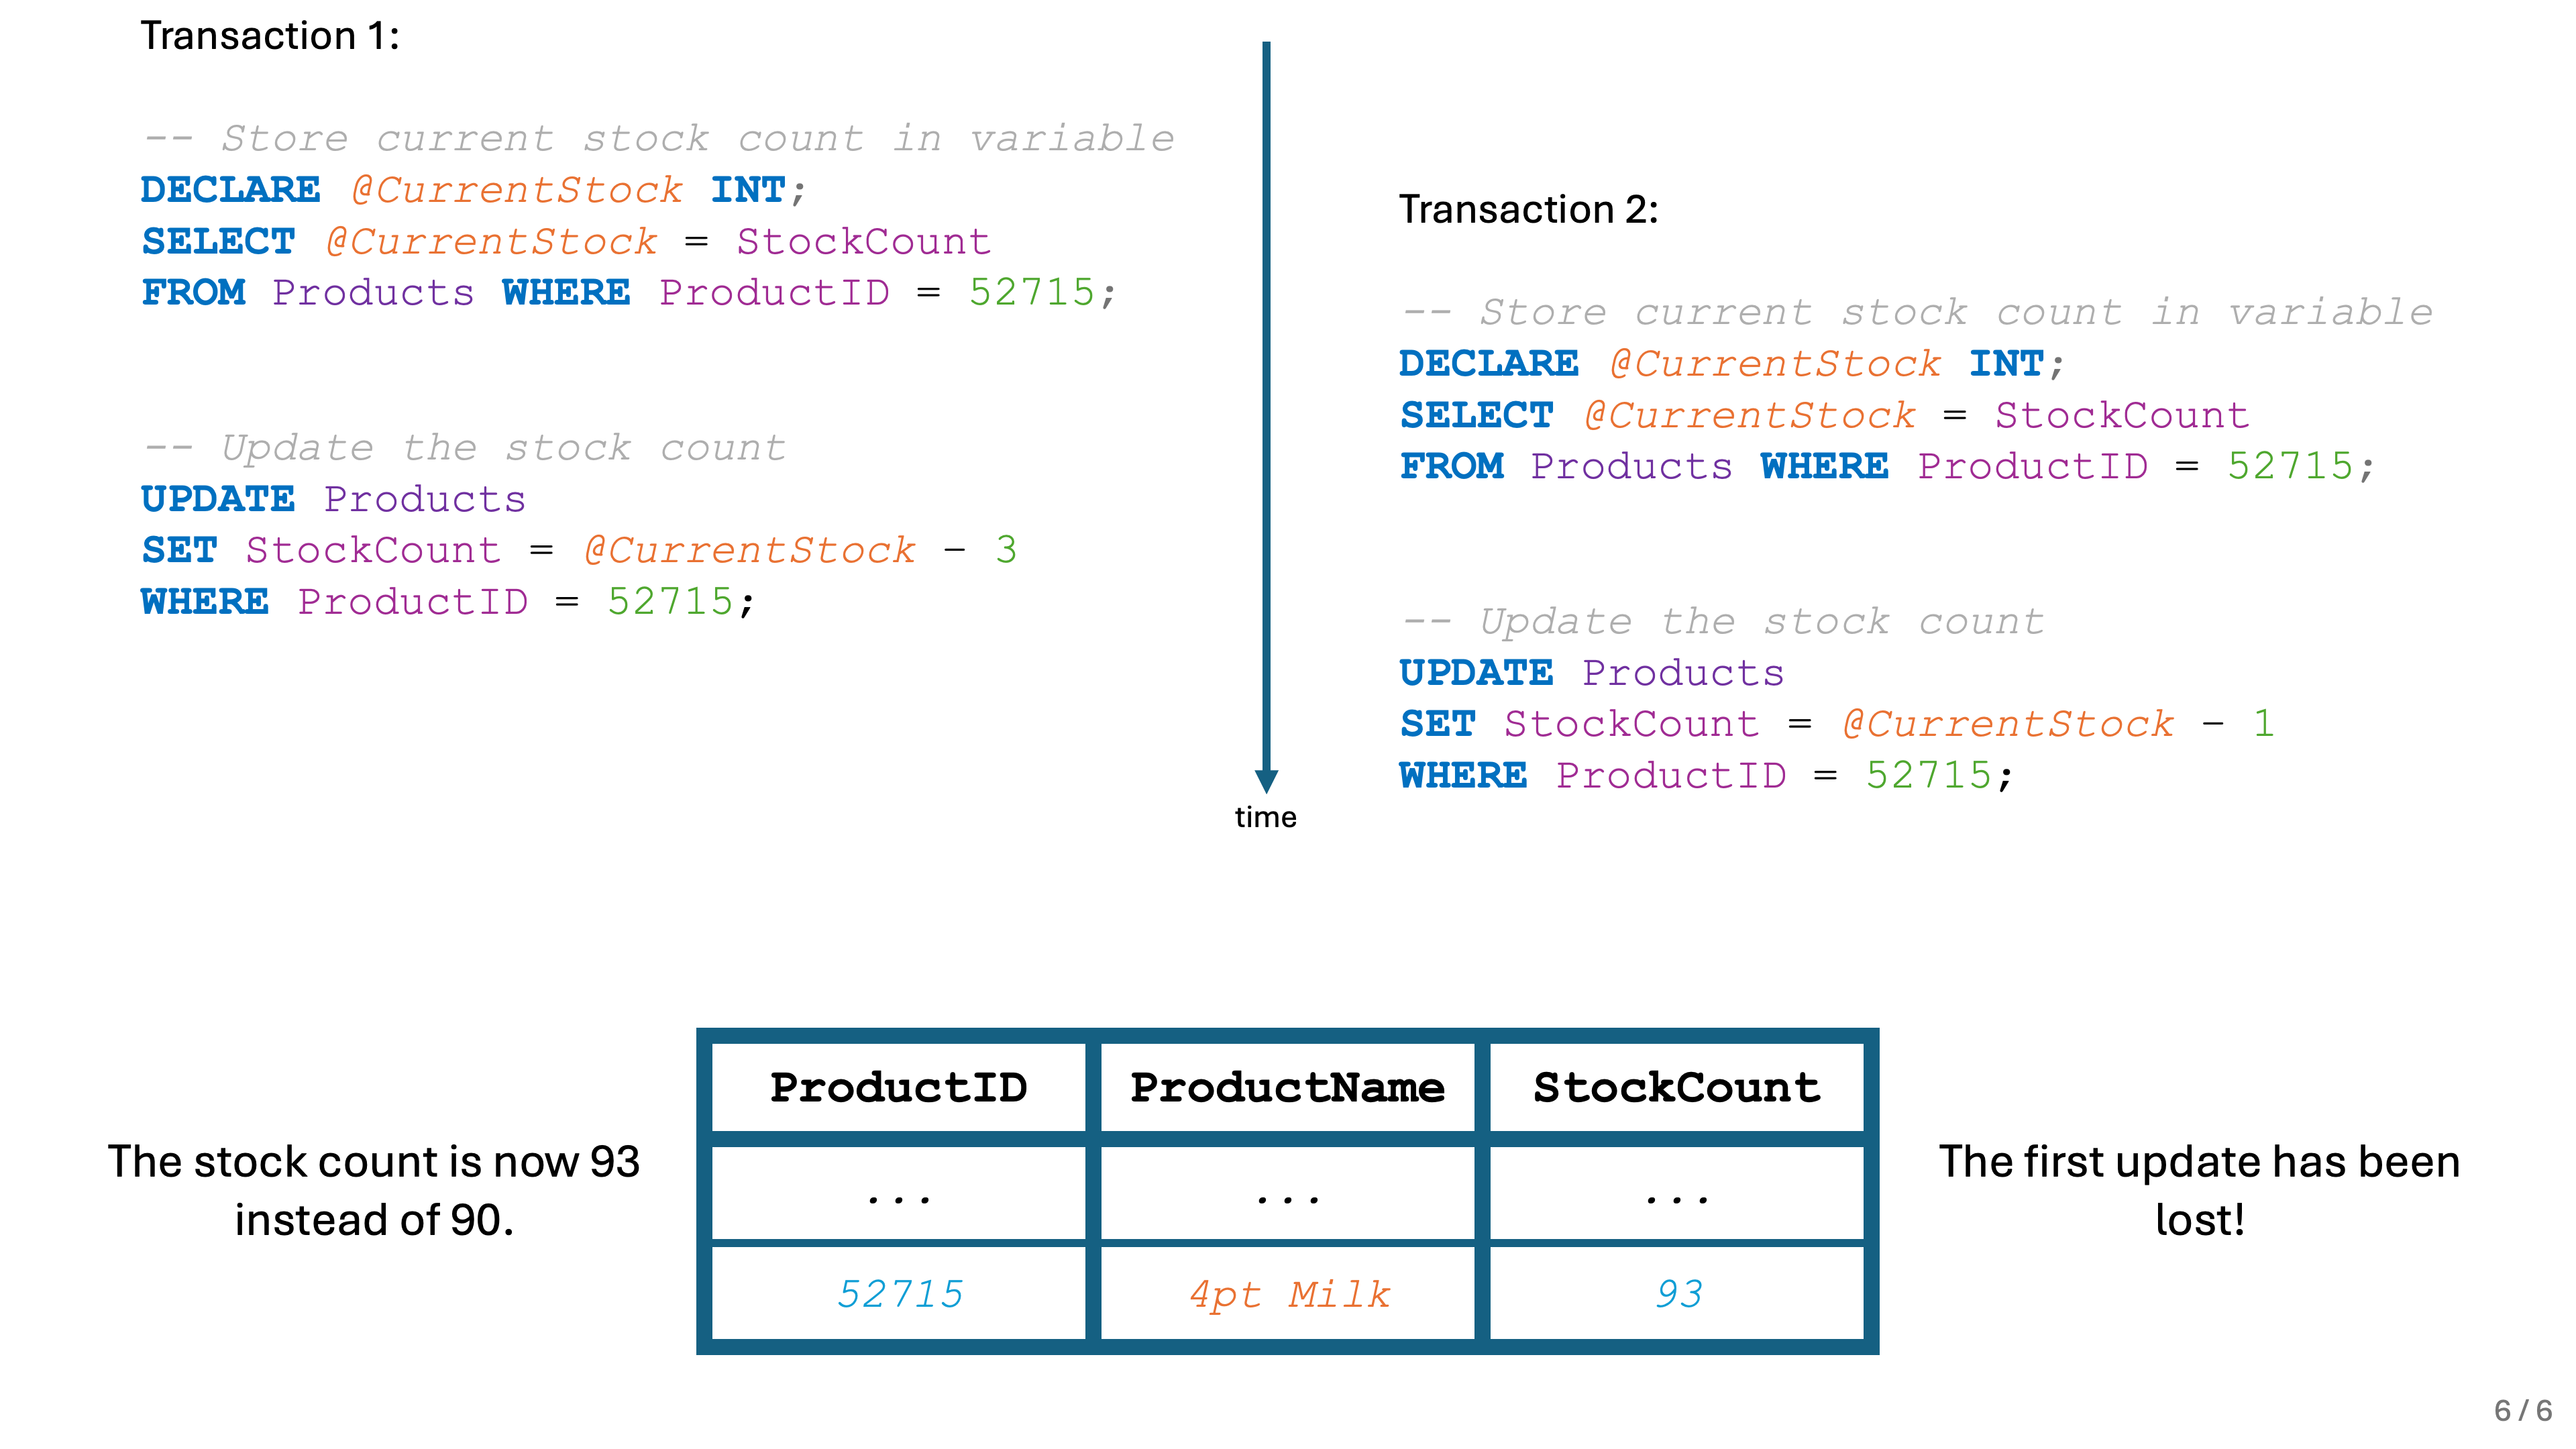 Transaction 1:
-- Store current stock count in variable
DECLARE @CurrentStock INT;
SELECT @CurrentStock = StockCount
FROM Products WHERE ProductID = 52715;
-- Update the stock count
UPDATE Products
SET StockCount = @CurrentStock – 3
WHERE ProductID = 52715;
time
Transaction 2:
-- Store current stock count in variable
DECLARE @CurrentStock INT;
SELECT @CurrentStock = StockCount
FROM Products WHERE ProductID = 52715;
-- Update the stock count
UPDATE Products
SET StockCount = @CurrentStock – 1
WHERE ProductID = 52715;
The stock count is now 93
instead of 90.
ProductID ProductName StockCount
... ... ...
52715 4pt Milk 93
The first update has been
lost!
6 / 6